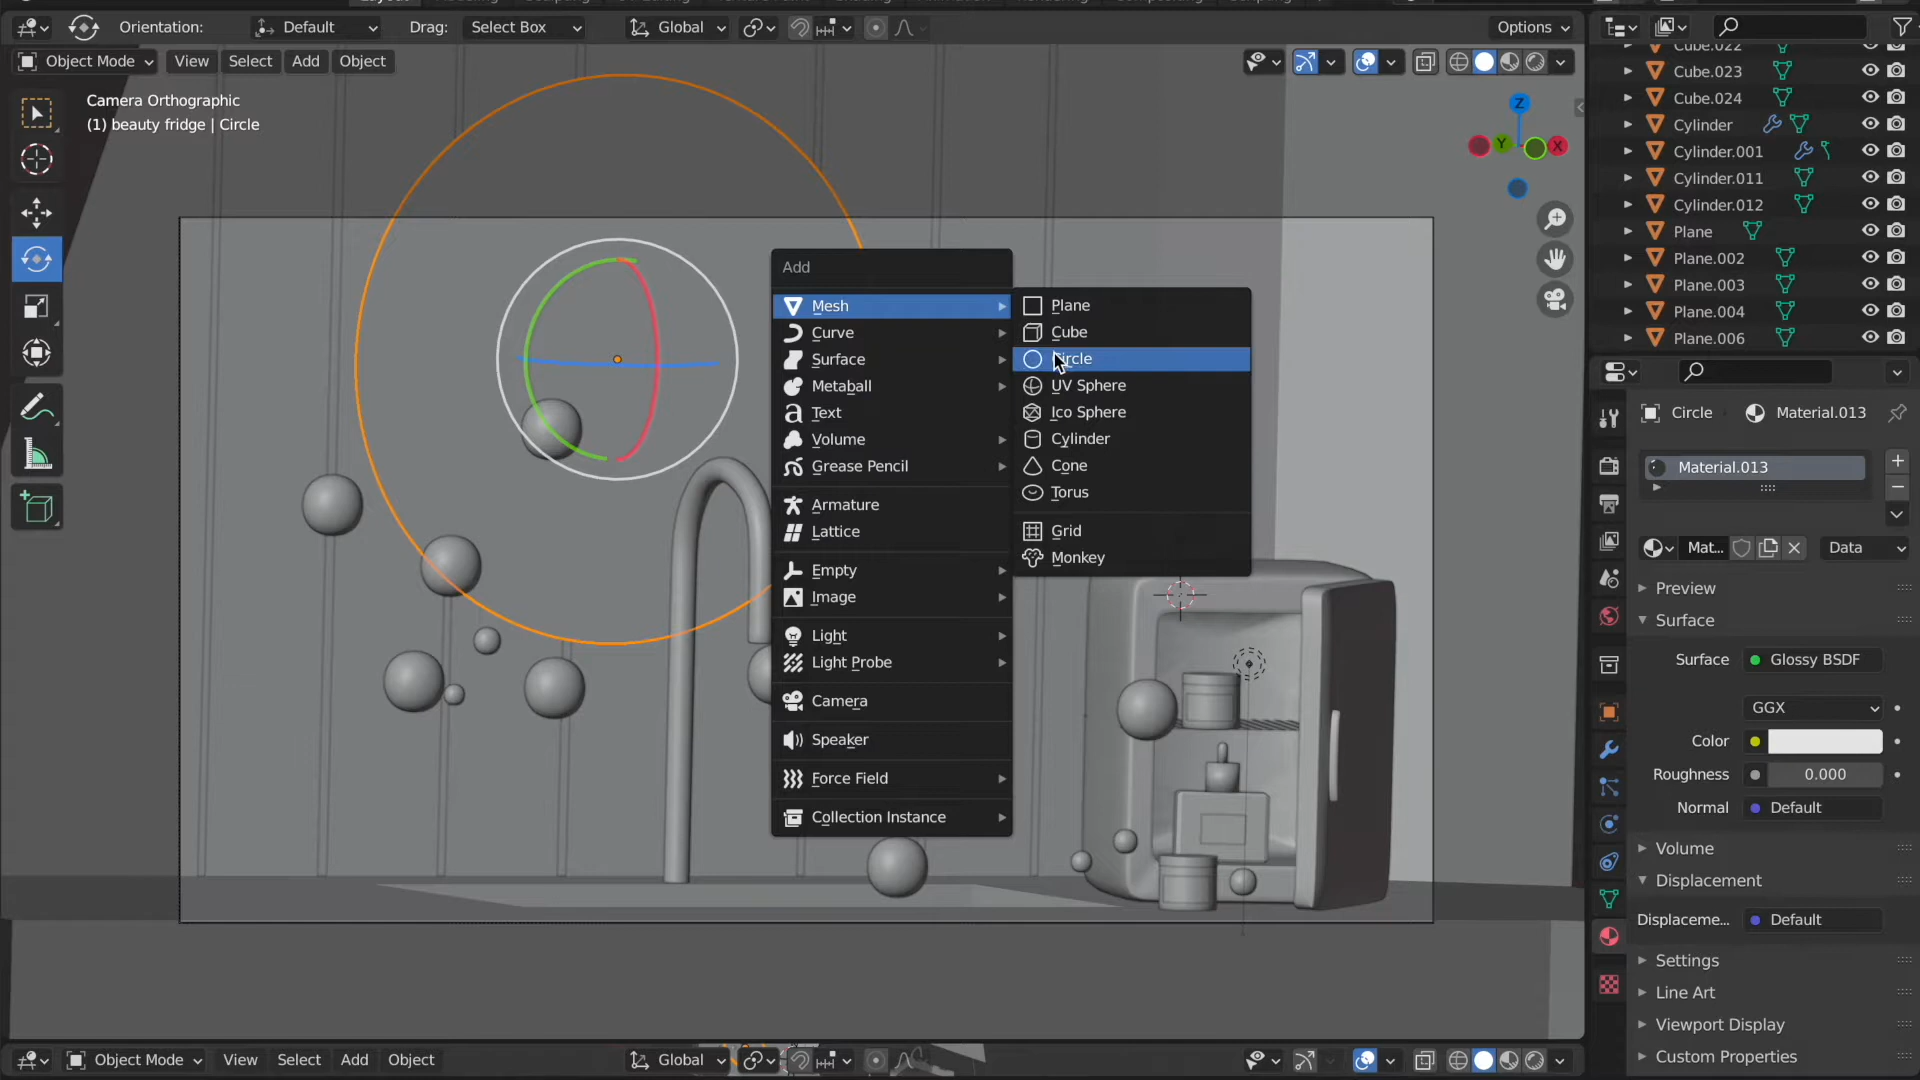 Orientation:
Default
Drag:
Select Box
Global
Options
Object Mode
View
Select
Add
Object
Camera Orthographic
(1) beauty fridge | Circle
Z
Y
X
Add
Mesh
Curve
Surface
Metaball
Text
Volume
Grease Pencil
Armature
Lattice
Empty
Image
Light
Light Probe
Camera
Speaker
Force Field
Collection Instance
Plane
Cube
Circle
UV Sphere
Ico Sphere
Cylinder
Cone
Torus
Grid
Monkey
Cube.022
Cube.023
Cube.024
Cylinder
Cylinder.001
Cylinder.011
Cylinder.012
Plane
Plane.002
Plane.003
Plane.004
Plane.006
Circle
Material.013
Material.013
Mat...
Data
Preview
Surface
Surface
Glossy BSDF
GGX
Color
Roughness
0.000
Normal
Default
Volume
Displacement
Displaceme...
Default
Settings
Line Art
Viewport Display
Custom Properties
Object Mode
View
Select
Add
Object
Global